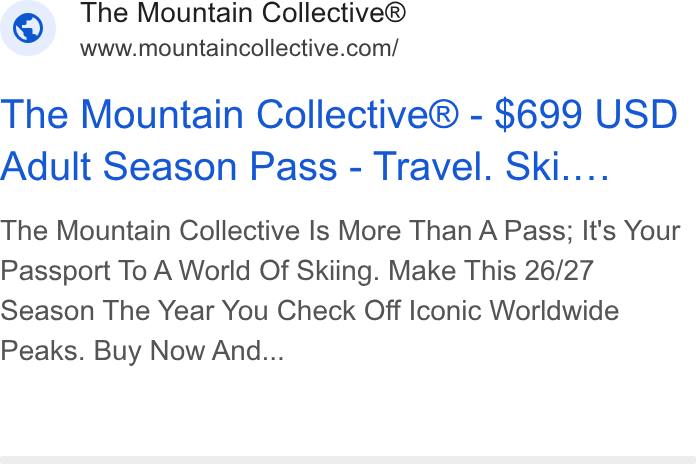 The Mountain Collective®
www.mountaincollective.com/
The Mountain Collective® - $699 USD
Adult Season Pass - Travel. Ski....
The Mountain Collective Is More Than A Pass; It's Your
Passport To A World Of Skiing. Make This 26/27
Season The Year You Check Off Iconic Worldwide
Peaks. Buy Now And...